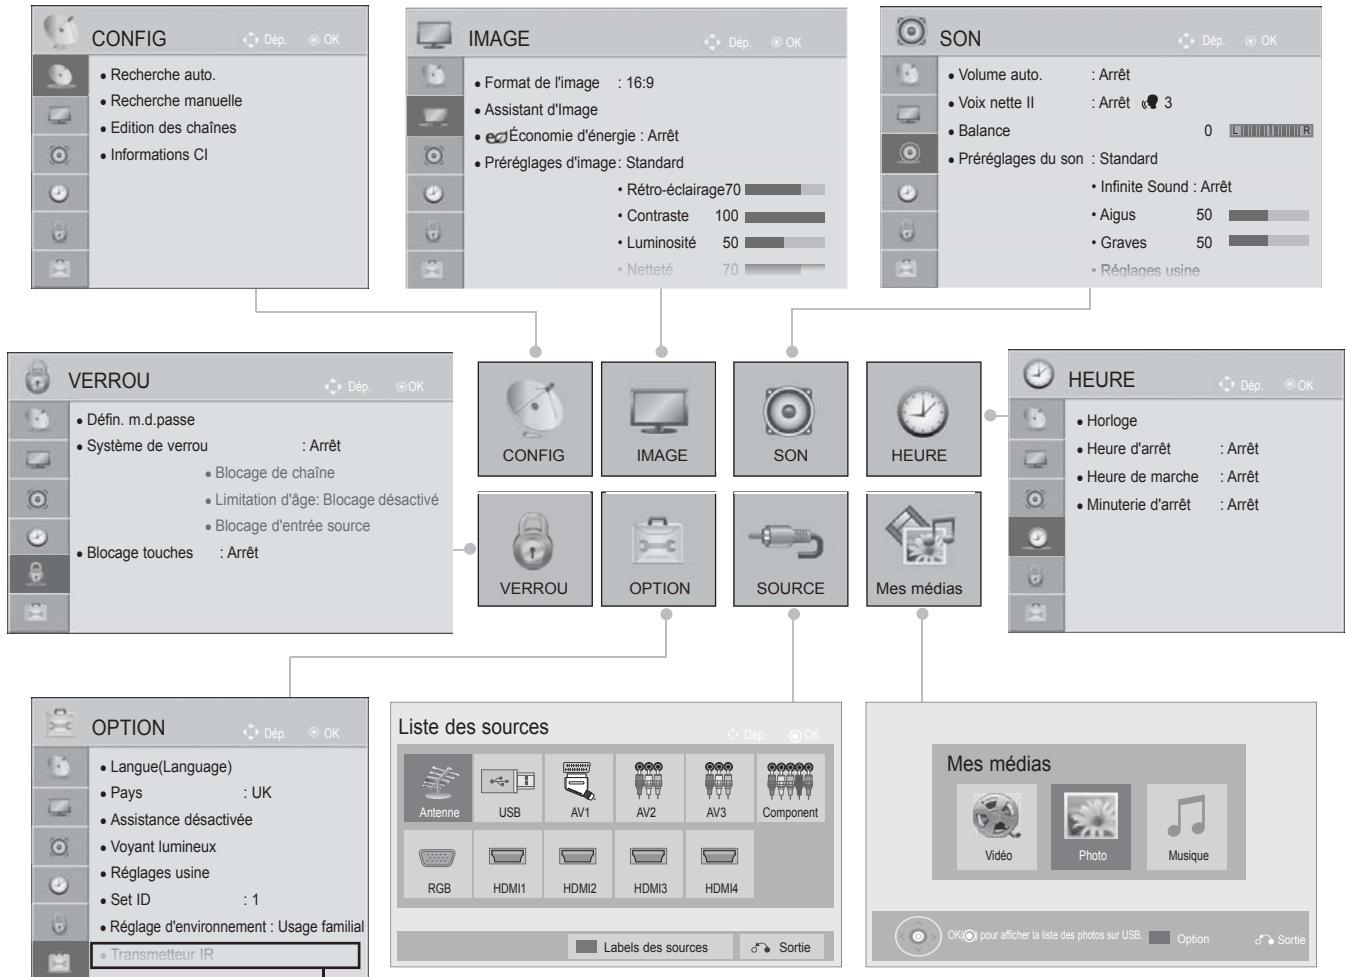 CONFIG
Dép. OK
• Recherche auto.
• Recherche manuelle
• Edition des chaînes
• Informations CI
IMAGE
Dép. OK
• Format de l'image : 16:9
• Assistant d'Image
• eco Économie d'énergie : Arrêt
• Préréglages d'image: Standard
• Rétro-éclairage70
• Contraste 100
• Luminosité 50
• Netteté 70
SON
Dép. OK
• Volume auto. : Arrêt
• Voix nette II : Arrêt 3
• Balance 0 L R
• Préréglages du son : Standard
• Infinite Sound : Arrêt
• Aigus 50
• Graves 50
• Réglages usine
VERROU
Dép. OK
• Défin. m.d.passe
• Système de verrou : Arrêt
• Blocage de chaîne
• Limitation d'âge: Blocage désactivé
• Blocage d'entrée source
• Blocage touches : Arrêt
CONFIG
IMAGE
SON
HEURE
VERROU
OPTION
SOURCE
Mes médias
HEURE
Dép. OK
• Horloge
• Heure d'arrêt : Arrêt
• Heure de marche : Arrêt
• Minuterie d'arrêt : Arrêt
OPTION
Dép. OK
• Langue(Language)
• Pays : UK
• Assistance désactivée
• Voyant lumineux
• Réglages usine
• Set ID : 1
• Réglage d'environnement : Usage familial
• Transmetteur IR
Liste des sources
Dép. OK
Antenne USB AV1 AV2 AV3 Component
RGB HDMI1 HDMI2 HDMI3 HDMI4
Labels des sources Sortie
Mes médias
Vidéo Photo Musique
OK( ) pour afficher la liste des photos sur USB. Option Sortie